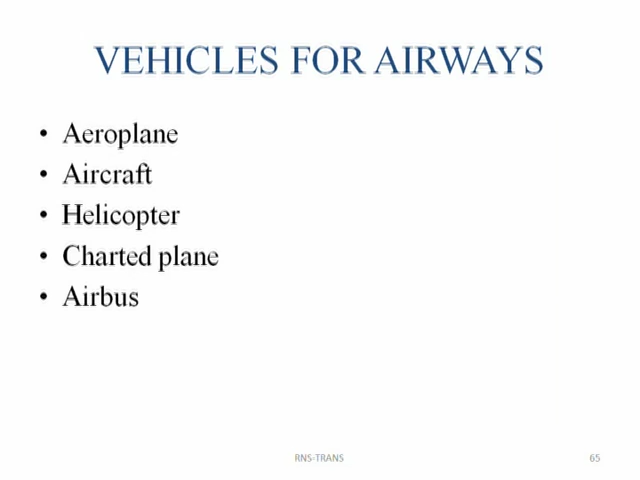 VEHICLES FOR AIRWAYS
• Aeroplane
• Aircraft
• Helicopter
• Charted plane
• Airbus
RNS-TRANS
65